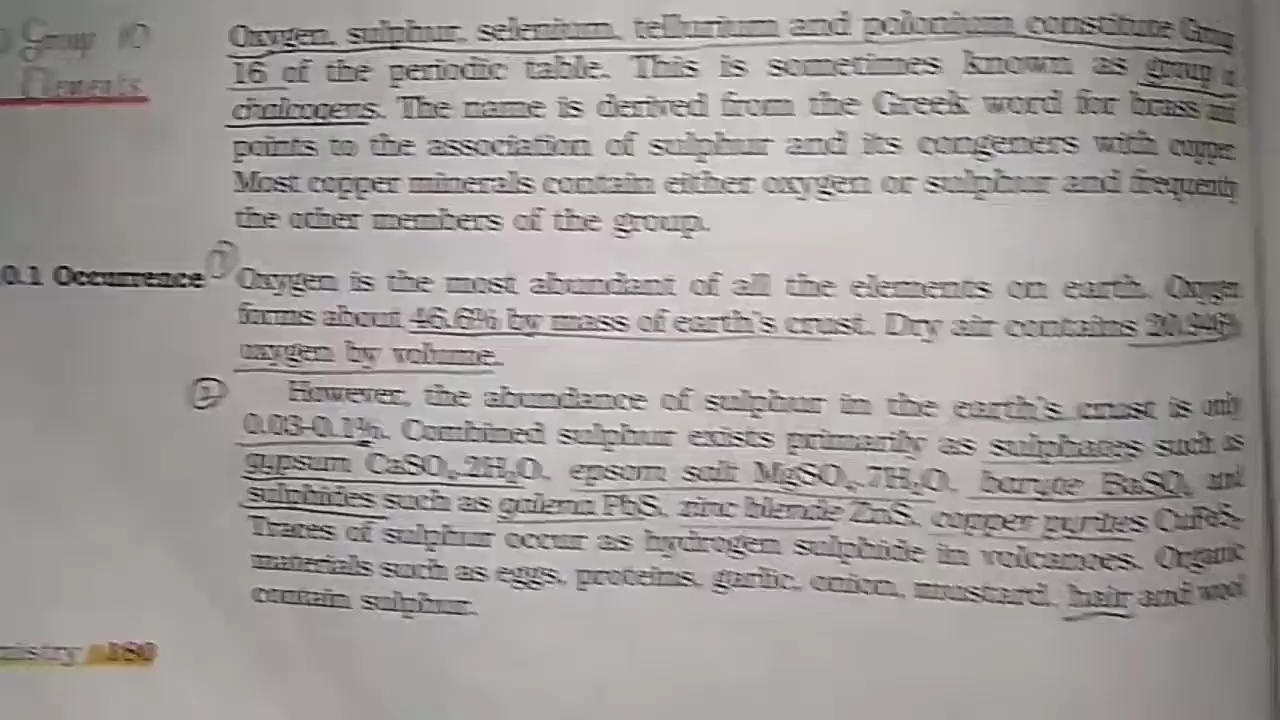 Group 16
Elements
Oxygen, sulphur, selenium, tellurium and polonium constitute Group
16 of the periodic table. This is sometimes known as group of
chalcogens. The name is derived from the Greek word for brass and
points to the association of sulphur and its congeners with copper.
Most copper minerals contain either oxygen or sulphur and frequently
the other members of the group.
0.1 Occurrence
① Oxygen is the most abundant of all the elements on earth. Oxygen
forms about 46.6% by mass of earth's crust. Dry air contains 20.946%
oxygen by volume.
② However, the abundance of sulphur in the earth's crust is only
0.03-0.1%. Combined sulphur exists primarily as sulphates such as
gypsum CaSO₄.2H₂O, epsom salt MgSO₄.7H₂O, baryte BaSO₄ and
sulphides such as galena PbS, zinc blende ZnS, copper pyrites CuFeS₂.
Traces of sulphur occur as hydrogen sulphide in volcanoes. Organic
materials such as eggs, proteins, garlic, onion, mustard, hair and wool
contain sulphur.
mistry 180